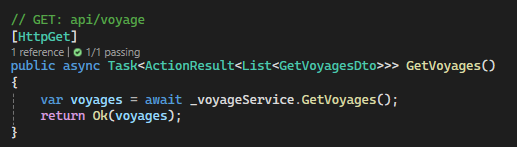 // GET: api/voyage
[HttpGet]
1 reference | 1/1 passing
public async Task<ActionResult<List<GetVoyagesDto>>> GetVoyages()
{
var voyages = await _voyageService.GetVoyages();
return Ok(voyages);
}